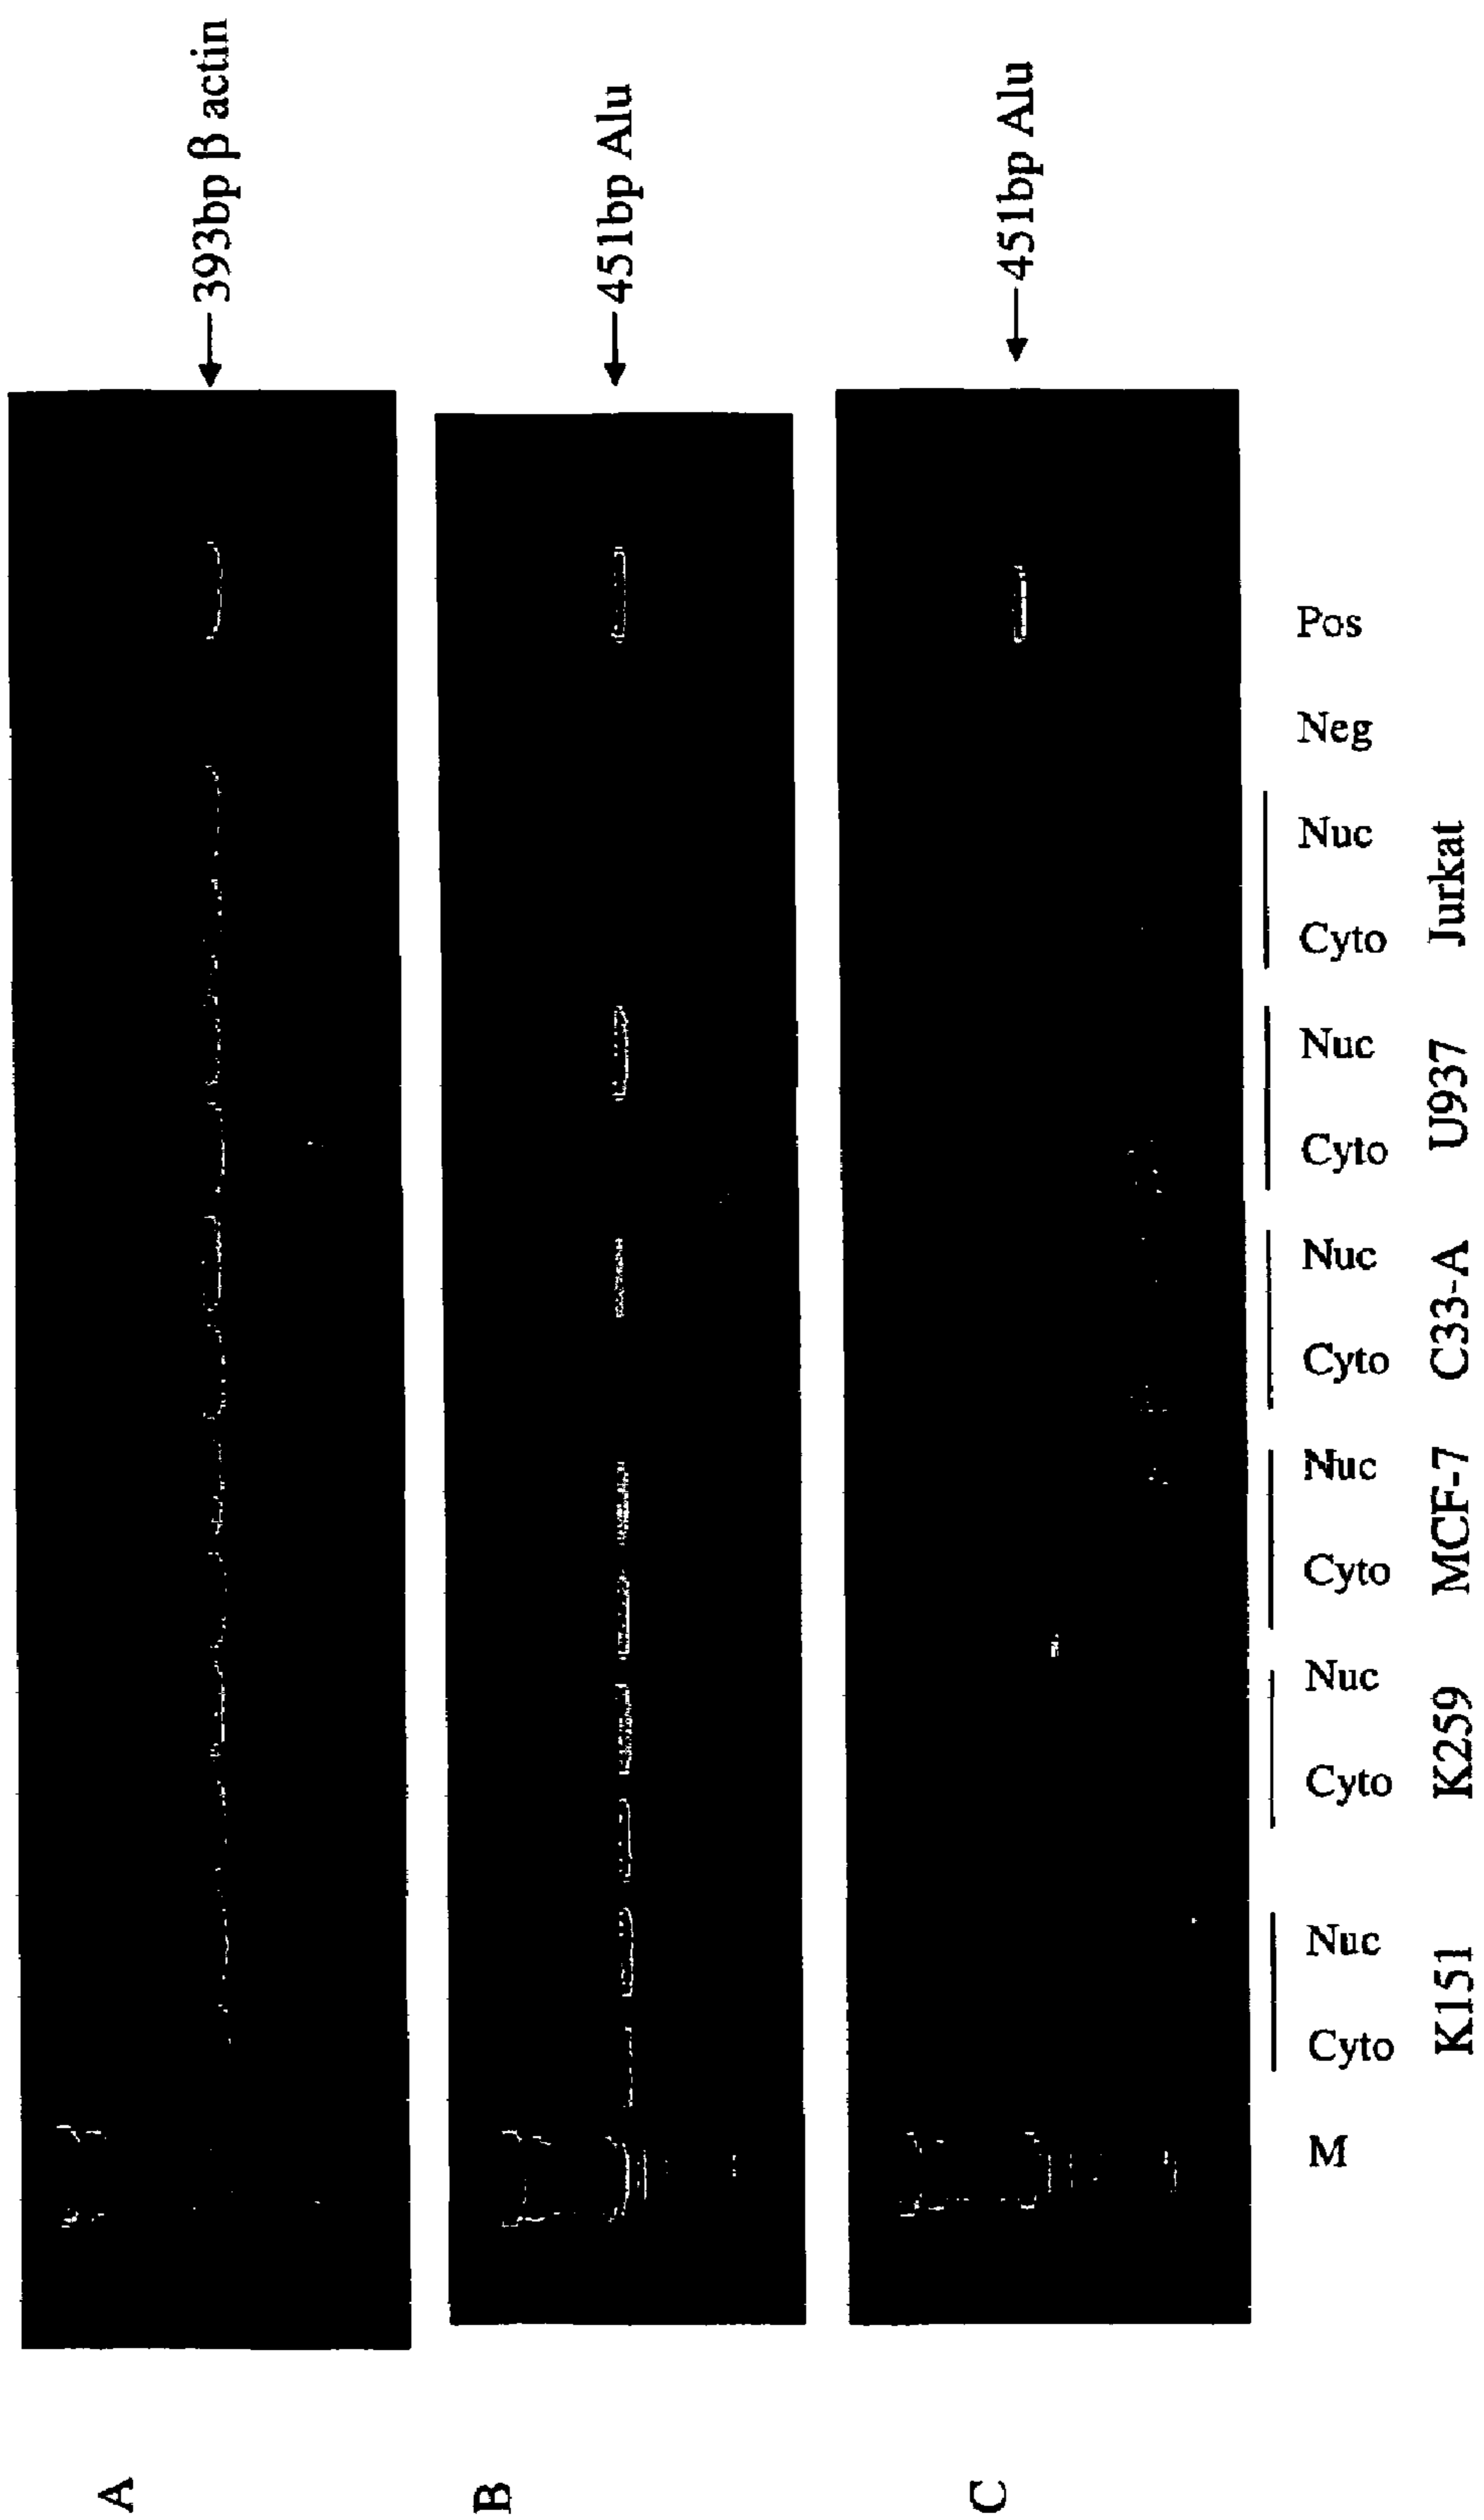 A
←393bp β actin
B
←451bp Alu
C
←451bp Alu
M Cyto Nuc Cyto Nuc Cyto Nuc Cyto Nuc Cyto Nuc Cyto Nuc Neg Pos
K151 K259 MCF-7 C33-A U937 Jurkat